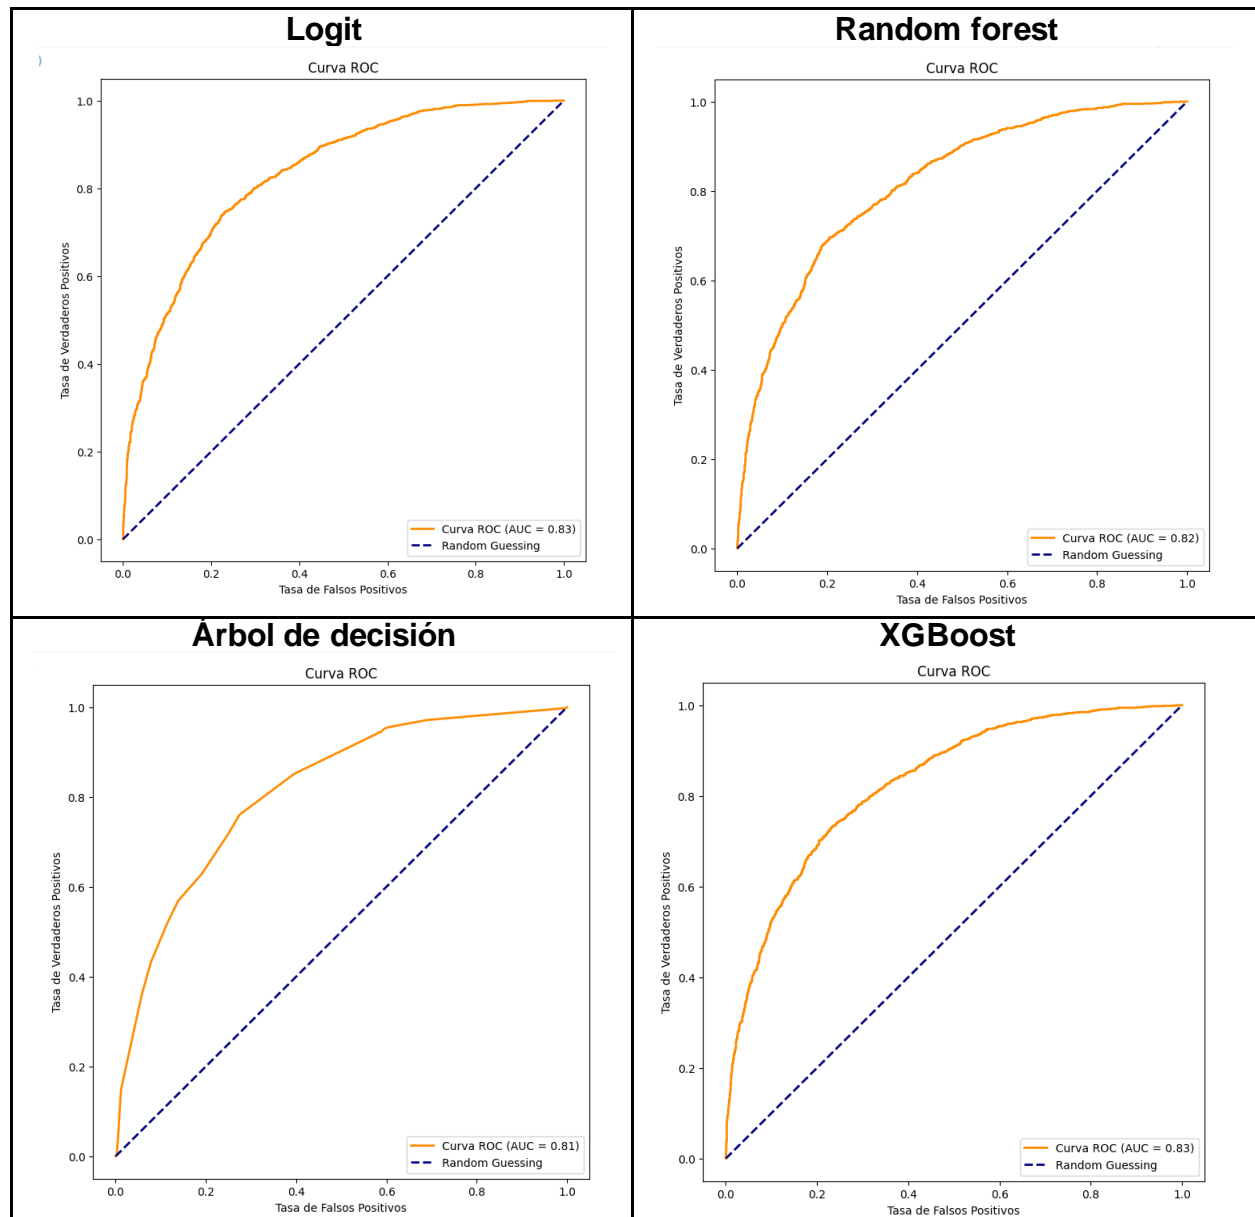 Logit
Curva ROC
1.0
0.8
0.6
0.4
0.2
0.0
Tasa de Verdaderos Positivos
Curva ROC (AUC = 0.83)
Random Guessing
0.0 0.2 0.4 0.6 0.8 1.0
Tasa de Falsos Positivos
Random forest
Curva ROC
1.0
0.8
0.6
0.4
0.2
0.0
Tasa de Verdaderos Positivos
Curva ROC (AUC = 0.82)
Random Guessing
0.0 0.2 0.4 0.6 0.8 1.0
Tasa de Falsos Positivos
Árbol de decisión
Curva ROC
1.0
0.8
0.6
0.4
0.2
0.0
Tasa de Verdaderos Positivos
Curva ROC (AUC = 0.81)
Random Guessing
0.0 0.2 0.4 0.6 0.8 1.0
Tasa de Falsos Positivos
XGBoost
Curva ROC
1.0
0.8
0.6
0.4
0.2
0.0
Tasa de Verdaderos Positivos
Curva ROC (AUC = 0.83)
Random Guessing
0.0 0.2 0.4 0.6 0.8 1.0
Tasa de Falsos Positivos